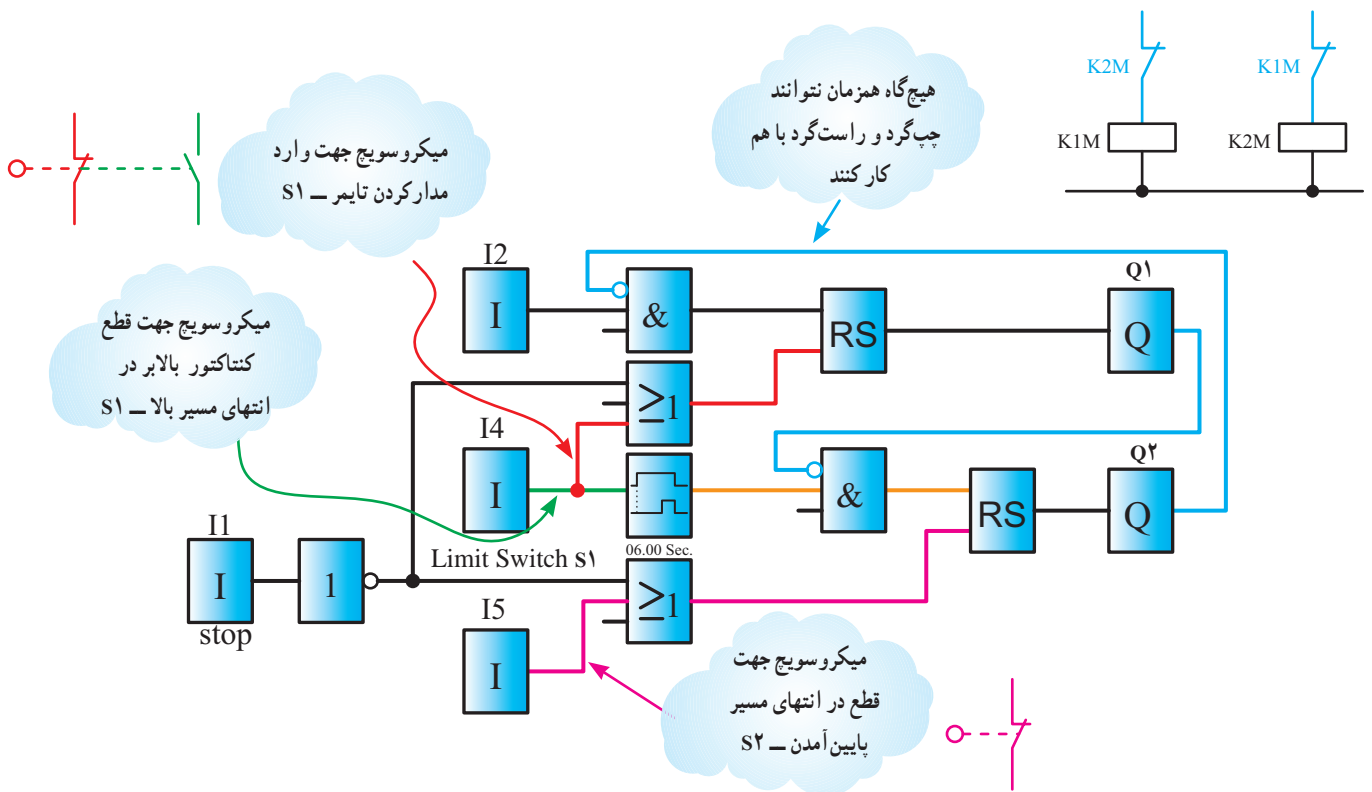 K2M
K1M
K1M
K2M
هیچ‌گاه همزمان نتوانند
چپ‌گرد و راست‌گرد با هم
کار کنند
میکروسویچ جهت وارد
مدارکردن تایمر ــ S۱
میکروسویچ جهت قطع
کنتاکتور بالابر در
انتهای مسیر بالا ــ S۱
I2
I
&
RS
Q۱
Q
≥1
I4
I
Limit Switch S۱
06.00 Sec.
&
RS
Q۲
Q
I1
I
stop
1
≥1
I5
I
میکروسویچ جهت
قطع در انتهای مسیر
پایین‌آمدن ــ S۲